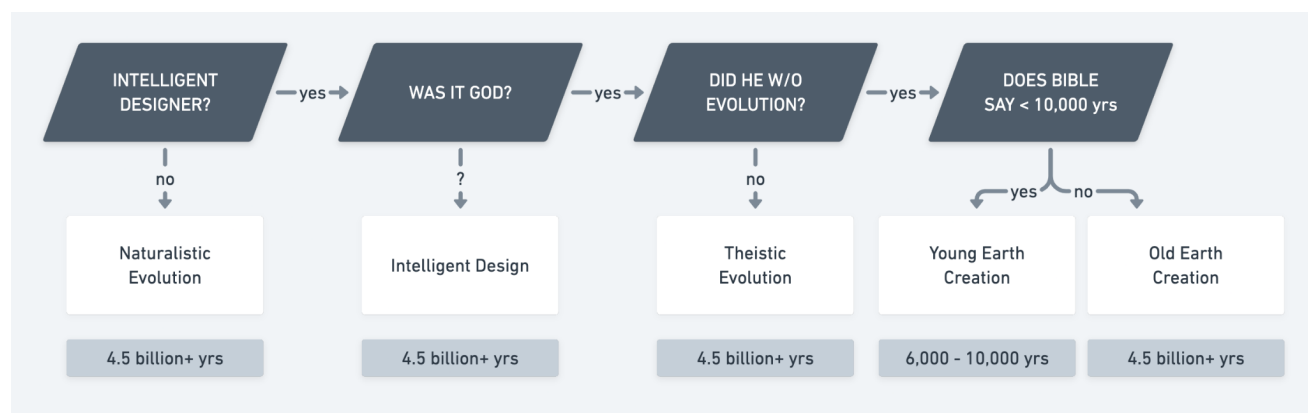 INTELLIGENT
DESIGNER?
yes
WAS IT GOD?
yes
DID HE W/O
EVOLUTION?
yes
DOES BIBLE
SAY < 10,000 yrs
no
?
no
yes
no
Naturalistic
Evolution
Intelligent Design
Theistic
Evolution
Young Earth
Creation
Old Earth
Creation
4.5 billion+ yrs
4.5 billion+ yrs
4.5 billion+ yrs
6,000 - 10,000 yrs
4.5 billion+ yrs